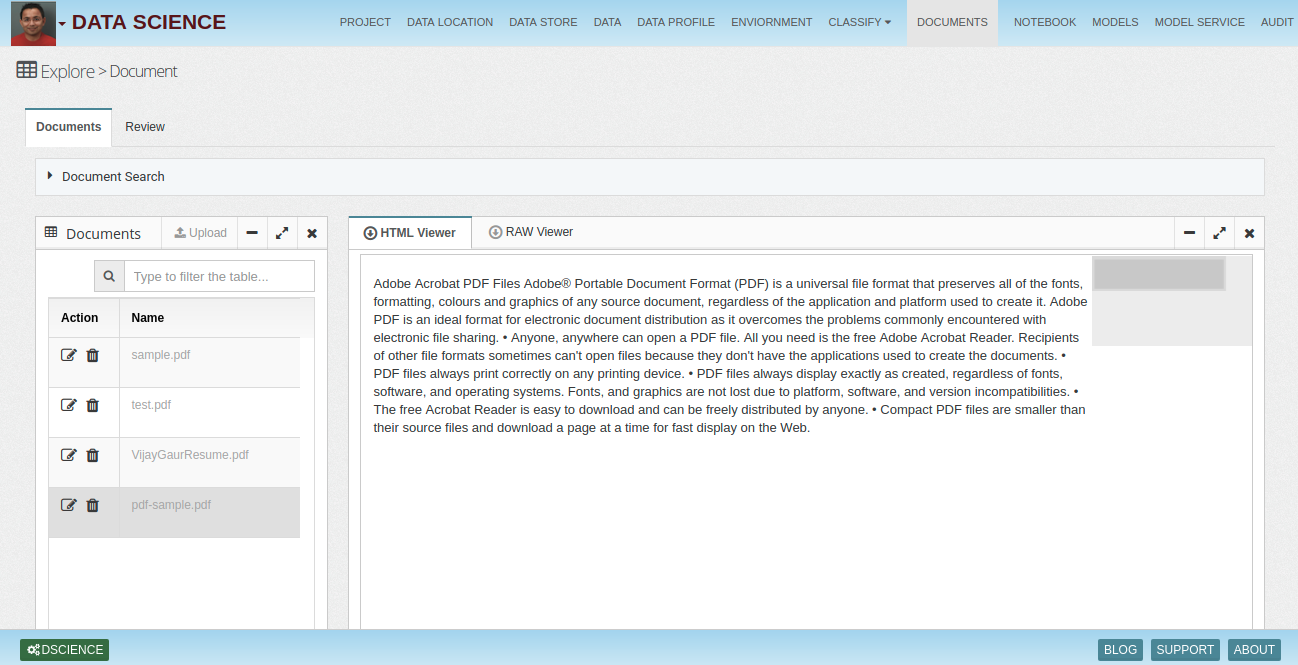 DATA SCIENCE
PROJECT DATA LOCATION DATA STORE DATA DATA PROFILE ENVIORNMENT CLASSIFY DOCUMENTS NOTEBOOK MODELS MODEL SERVICE AUDIT
Explore > Document
Documents Review
Document Search
Documents Upload
HTML Viewer RAW Viewer
Type to filter the table...
Action Name
sample.pdf
test.pdf
VijayGaurResume.pdf
pdf-sample.pdf
Adobe Acrobat PDF Files Adobe® Portable Document Format (PDF) is a universal file format that preserves all of the fonts,
formatting, colours and graphics of any source document, regardless of the application and platform used to create it. Adobe
PDF is an ideal format for electronic document distribution as it overcomes the problems commonly encountered with
electronic file sharing. • Anyone, anywhere can open a PDF file. All you need is the free Adobe Acrobat Reader. Recipients
of other file formats sometimes can't open files because they don't have the applications used to create the documents. •
PDF files always print correctly on any printing device. • PDF files always display exactly as created, regardless of fonts,
software, and operating systems. Fonts, and graphics are not lost due to platform, software, and version incompatibilities. •
The free Acrobat Reader is easy to download and can be freely distributed by anyone. • Compact PDF files are smaller than
their source files and download a page at a time for fast display on the Web.
DSCIENCE
BLOG SUPPORT ABOUT